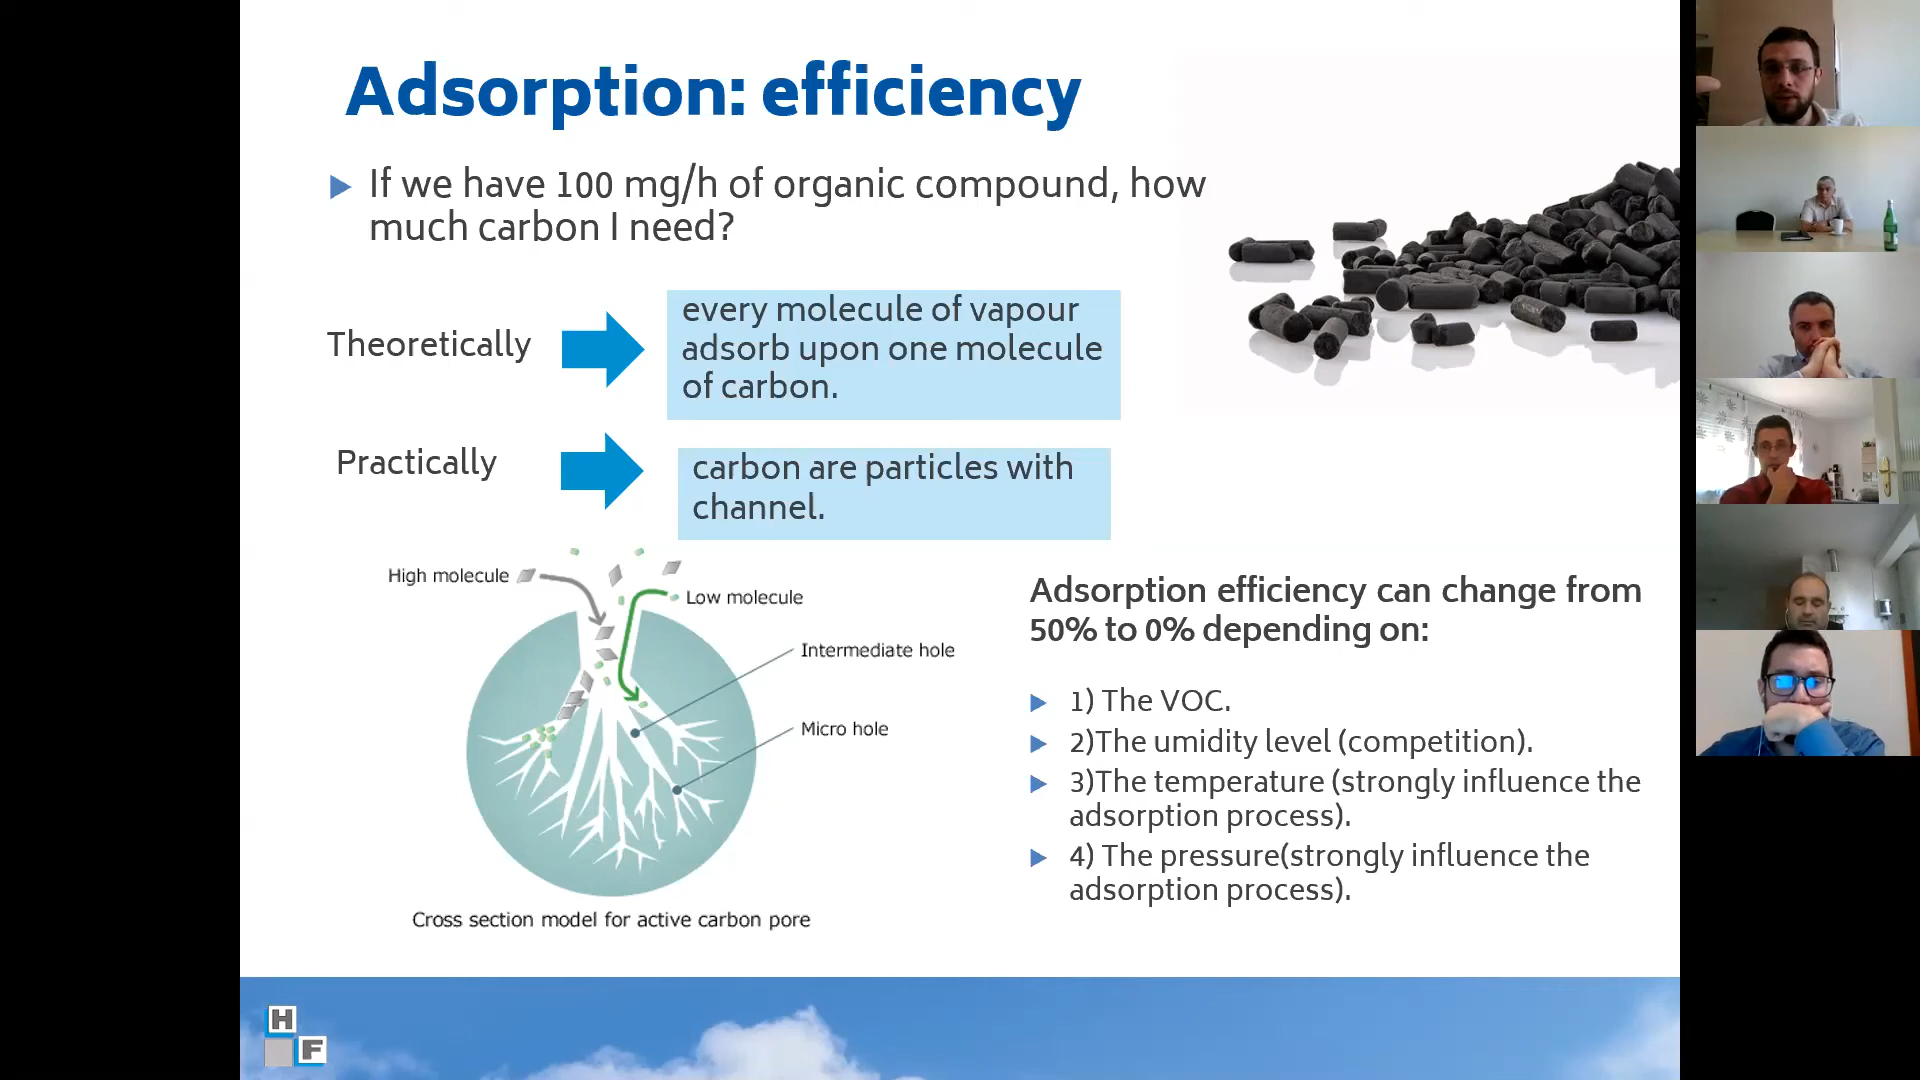 Adsorption: efficiency
If we have 100 mg/h of organic compound, how
much carbon I need?
Theoretically
every molecule of vapour
adsorb upon one molecule
of carbon.
Practically
carbon are particles with
channel.
High molecule
Low molecule
Intermediate hole
Micro hole
Cross section model for active carbon pore
Adsorption efficiency can change from
50% to 0% depending on:
1) The VOC.
2)The umidity level (competition).
3)The temperature (strongly influence the
adsorption process).
4) The pressure(strongly influence the
adsorption process).
H
F